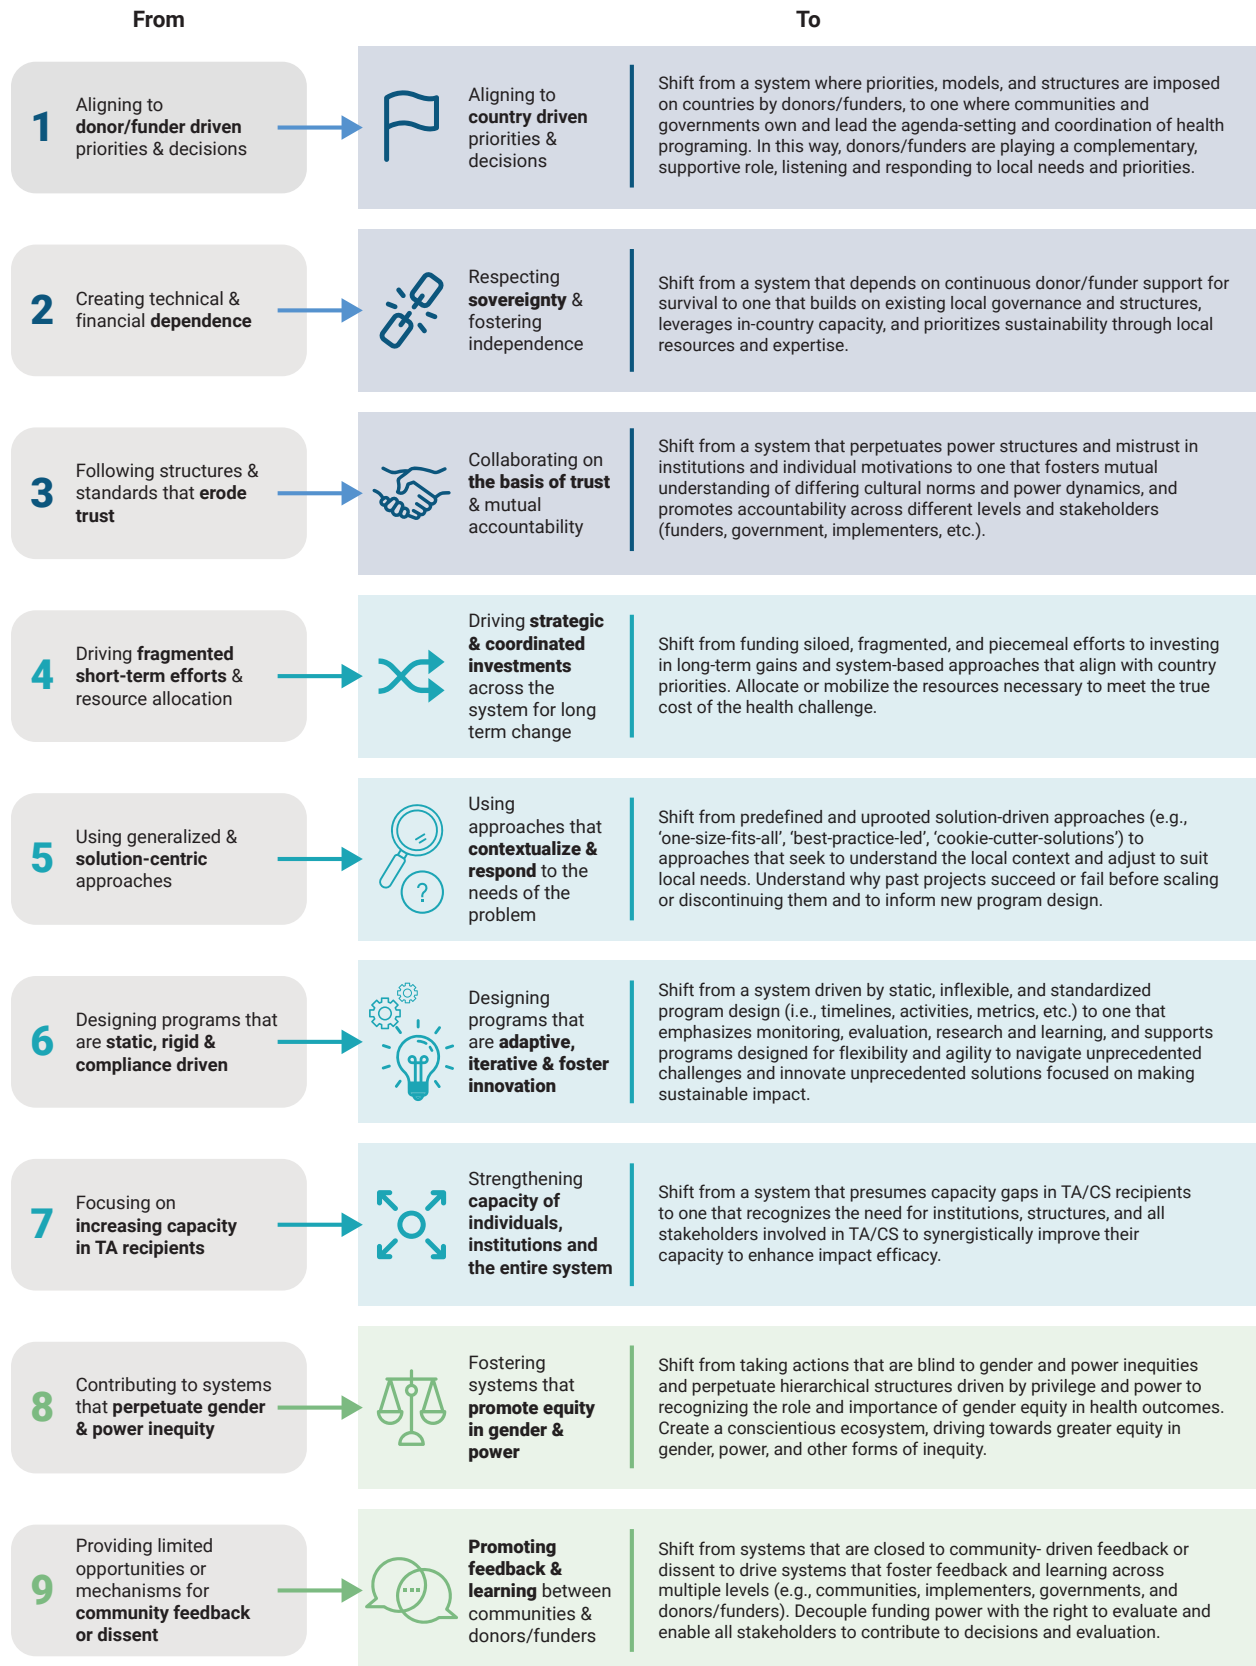 From
To
1
Aligning to
donor/funder driven
priorities & decisions
Aligning to
country driven
priorities &
decisions
Shift from a system where priorities, models, and structures are imposed
on countries by donors/funders, to one where communities and
governments own and lead the agenda-setting and coordination of health
programing. In this way, donors/funders are playing a complementary,
supportive role, listening and responding to local needs and priorities.
2
Creating technical &
financial dependence
Respecting
sovereignty &
fostering
independence
Shift from a system that depends on continuous donor/funder support for
survival to one that builds on existing local governance and structures,
leverages in-country capacity, and prioritizes sustainability through local
resources and expertise.
3
Following structures &
standards that erode
trust
Collaborating on
the basis of trust
& mutual
accountability
Shift from a system that perpetuates power structures and mistrust in
institutions and individual motivations to one that fosters mutual
understanding of differing cultural norms and power dynamics, and
promotes accountability across different levels and stakeholders
(funders, government, implementers, etc.).
4
Driving fragmented
short-term efforts &
resource allocation
Driving strategic
& coordinated
investments
across the
system for long
term change
Shift from funding siloed, fragmented, and piecemeal efforts to investing
in long-term gains and system-based approaches that align with country
priorities. Allocate or mobilize the resources necessary to meet the true
cost of the health challenge.
5
Using generalized &
solution-centric
approaches
?
Using
approaches that
contextualize &
respond to the
needs of the
problem
Shift from predefined and uprooted solution-driven approaches (e.g.,
‘one-size-fits-all’, ‘best-practice-led’, ‘cookie-cutter-solutions’) to
approaches that seek to understand the local context and adjust to suit
local needs. Understand why past projects succeed or fail before scaling
or discontinuing them and to inform new program design.
6
Designing programs that
are static, rigid &
compliance driven
Designing
programs that
are adaptive,
iterative & foster
innovation
Shift from a system driven by static, inflexible, and standardized
program design (i.e., timelines, activities, metrics, etc.) to one that
emphasizes monitoring, evaluation, research and learning, and supports
programs designed for flexibility and agility to navigate unprecedented
challenges and innovate unprecedented solutions focused on making
sustainable impact.
7
Focusing on
increasing capacity
in TA recipients
Strengthening
capacity of
individuals,
institutions and
the entire system
Shift from a system that presumes capacity gaps in TA/CS recipients
to one that recognizes the need for institutions, structures, and all
stakeholders involved in TA/CS to synergistically improve their
capacity to enhance impact efficacy.
8
Contributing to systems
that perpetuate gender
& power inequity
Fostering
systems that
promote equity
in gender &
power
Shift from taking actions that are blind to gender and power inequities
and perpetuate hierarchical structures driven by privilege and power to
recognizing the role and importance of gender equity in health outcomes.
Create a conscientious ecosystem, driving towards greater equity in
gender, power, and other forms of inequity.
9
Providing limited
opportunities or
mechanisms for
community feedback
or dissent
Promoting
feedback &
learning between
communities &
donors/funders
Shift from systems that are closed to community- driven feedback or
dissent to drive systems that foster feedback and learning across
multiple levels (e.g., communities, implementers, governments, and
donors/funders). Decouple funding power with the right to evaluate and
enable all stakeholders to contribute to decisions and evaluation.